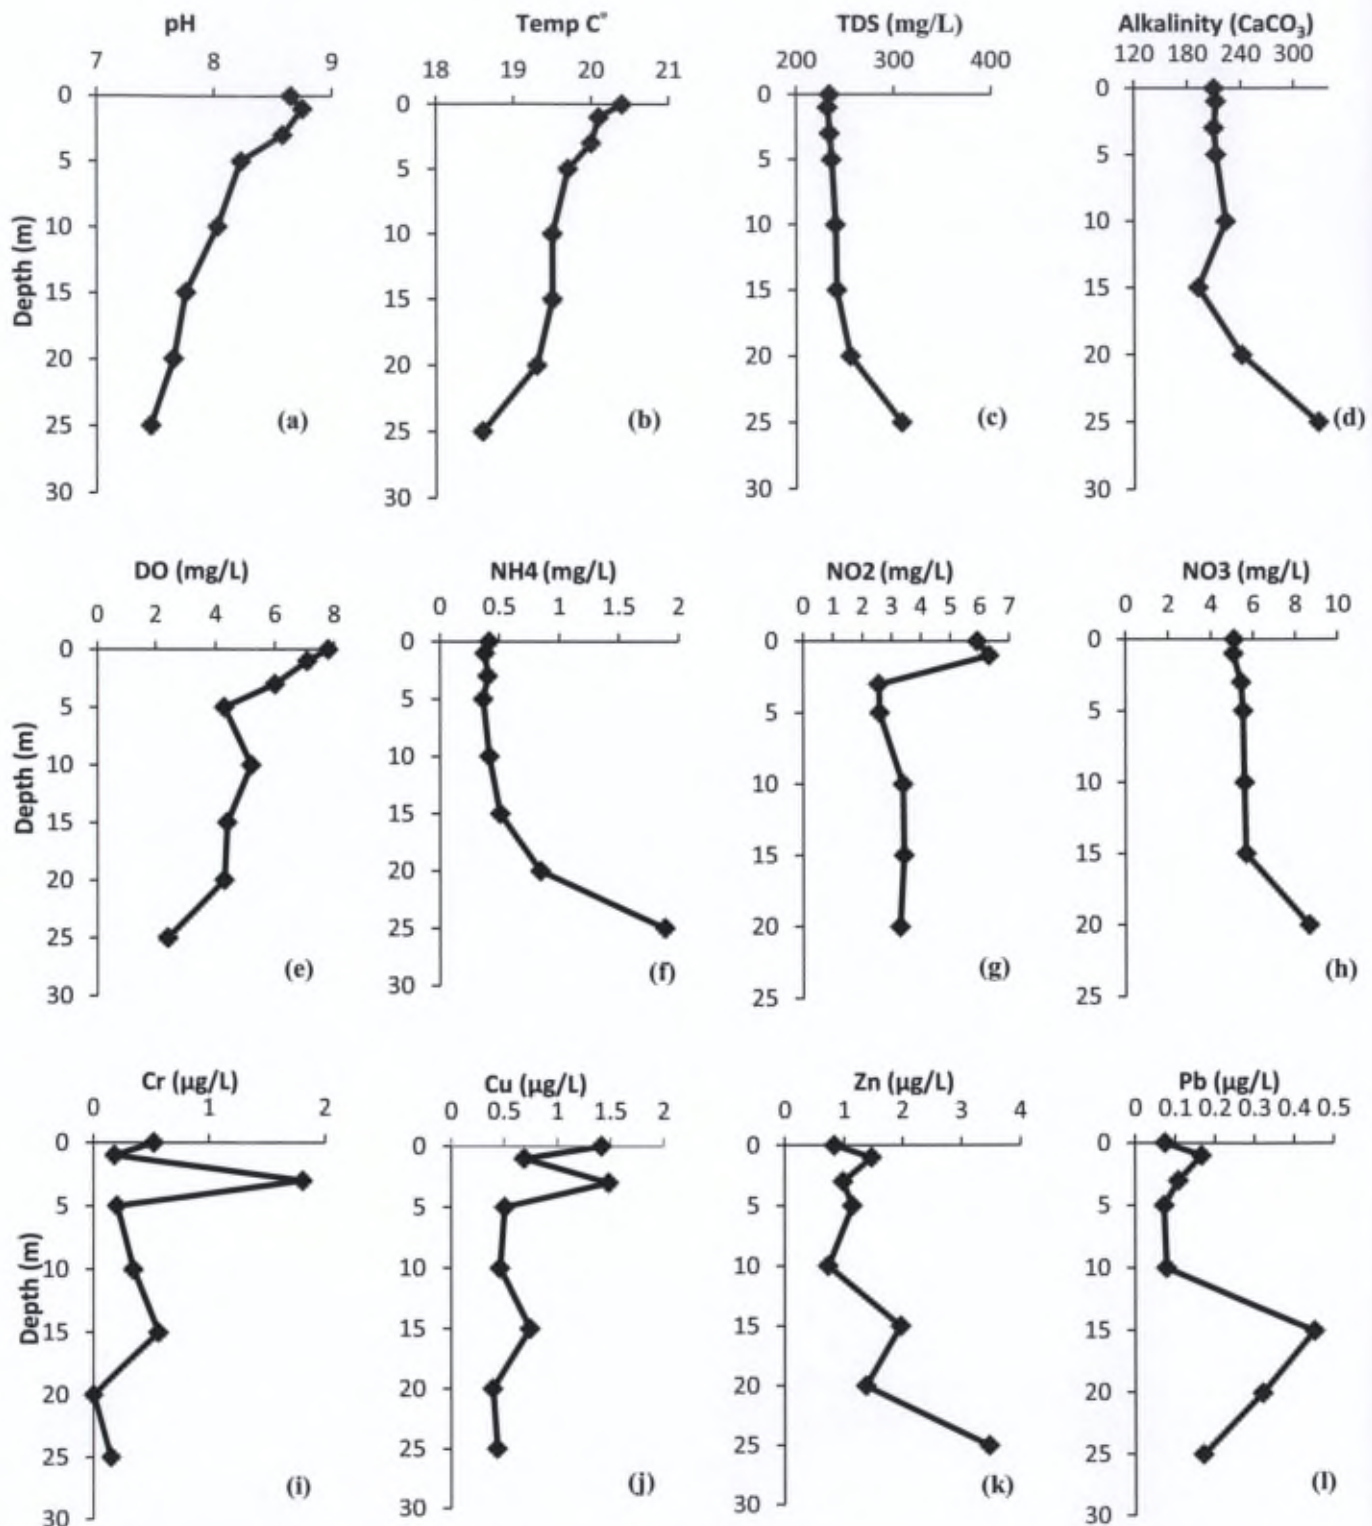 pH
7 8 9
0
5
10
15
20
25
30
Depth (m)
(a)
Temp C°
18 19 20 21
0
5
10
15
20
25
30
(b)
TDS (mg/L)
200 300 400
0
5
10
15
20
25
30
(c)
Alkalinity (CaCO₃)
120 180 240 300
0
5
10
15
20
25
30
(d)
DO (mg/L)
0 2 4 6 8
0
5
10
15
20
25
30
Depth (m)
(e)
NH4 (mg/L)
0 0.5 1 1.5 2
0
5
10
15
20
25
30
(f)
NO2 (mg/L)
0 1 2 3 4 5 6 7
0
5
10
15
20
25
(g)
NO3 (mg/L)
0 2 4 6 8 10
0
5
10
15
20
25
(h)
Cr (µg/L)
0 1 2
0
5
10
15
20
25
30
Depth (m)
(i)
Cu (µg/L)
0 0.5 1 1.5 2
0
5
10
15
20
25
30
(j)
Zn (µg/L)
0 1 2 3 4
0
5
10
15
20
25
30
(k)
Pb (µg/L)
0 0.1 0.2 0.3 0.4 0.5
0
5
10
15
20
25
30
(l)